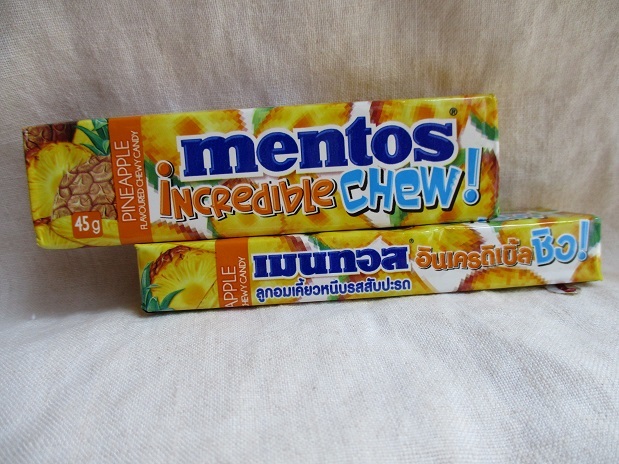 mentos®
INCREDIBLE CHEW!
PINEAPPLE
FLAVOURED CHEWY CANDY
45g
เมนทอส®
อินเครดิเบิ้ล ชิว!
ลูกอมเคี้ยวหนึบรสสับปะรด
APPLE
HEWY CANDY